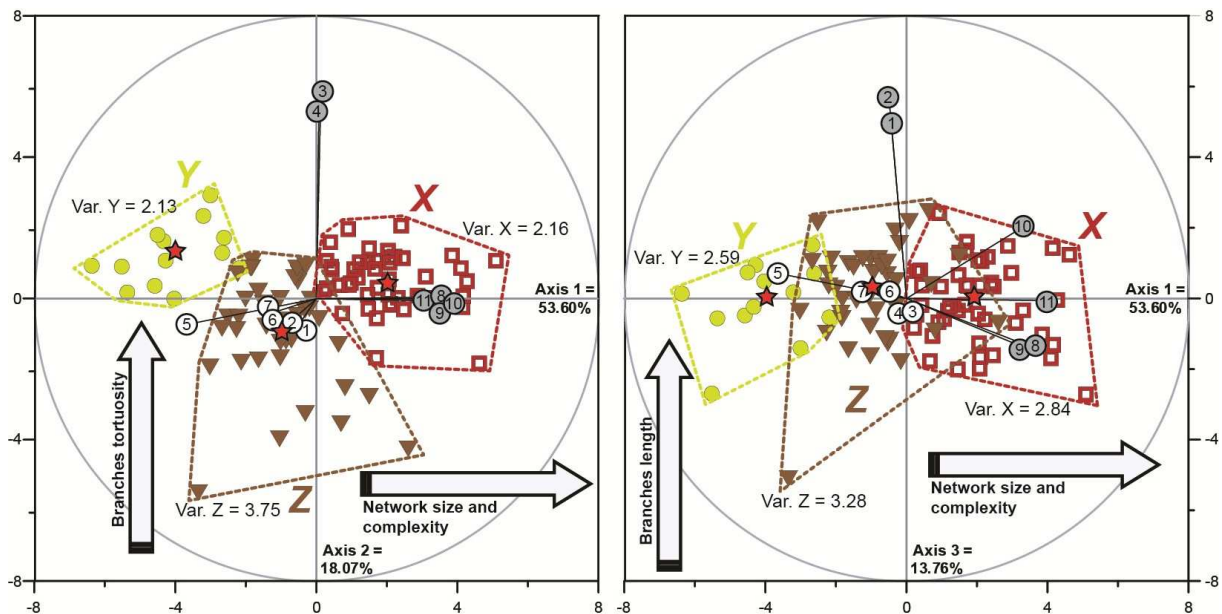 8
4
0
-4
-8
-8
-4
0
4
8
Branches tortuosity
Y
Var. Y = 2.13
3
4
X
Var. X = 2.16
5
7
6
2
1
11
8
9
10
Axis 1 =
53.60%
Z
Var. Z = 3.75
Network size and
complexity
Axis 2 =
18.07%
8
4
0
-4
-8
-8
-4
0
4
8
Branches length
Y
Var. Y = 2.59
2
1
10
X
5
7
6
4
3
11
9
8
Axis 1 =
53.60%
Z
Var. X = 2.84
Var. Z = 3.28
Network size and
complexity
Axis 3 =
13.76%